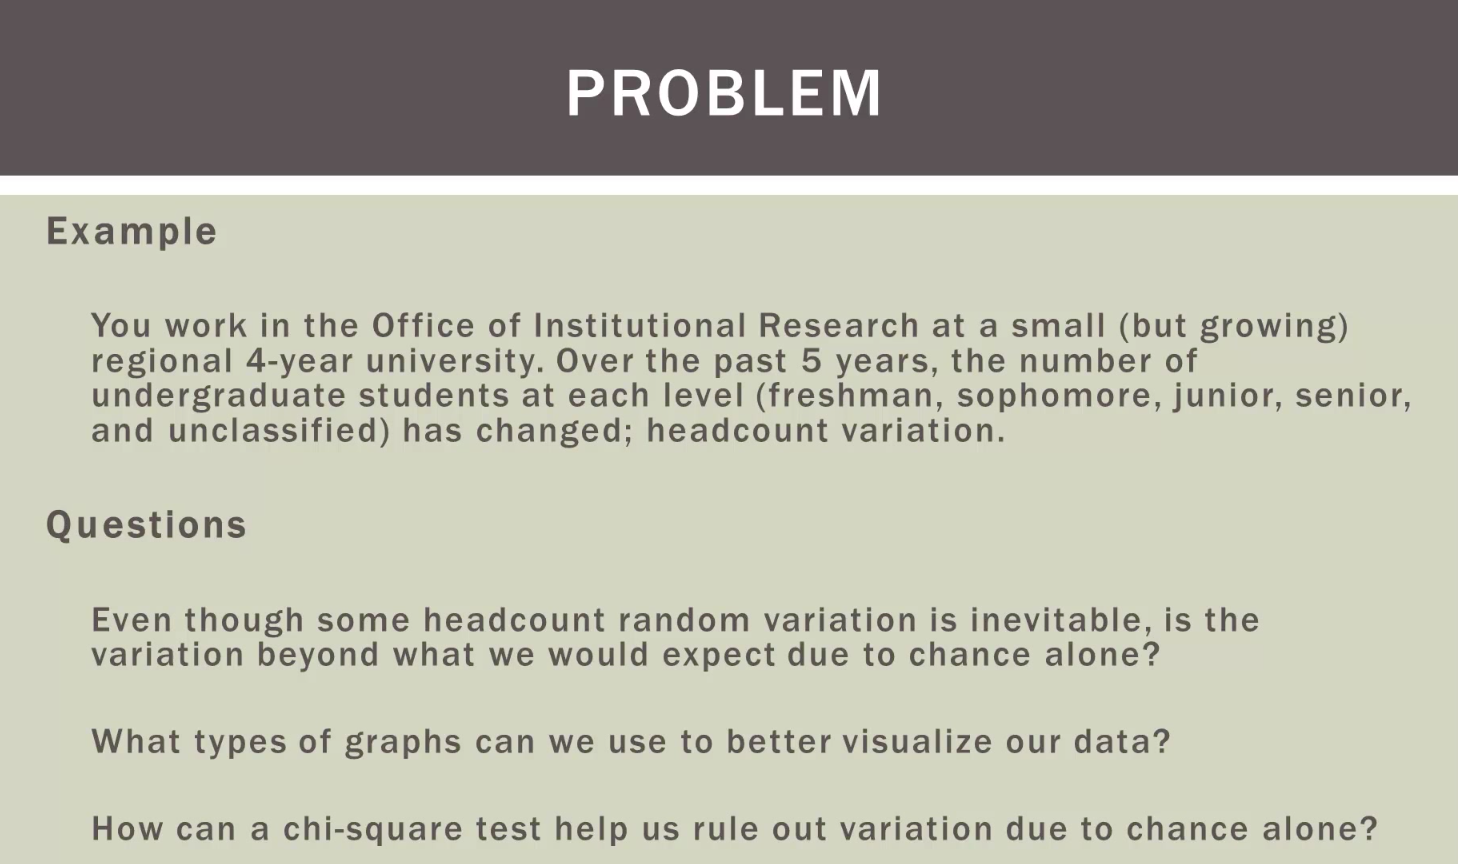 PROBLEM
Example
You work in the Office of Institutional Research at a small (but growing)
regional 4-year university. Over the past 5 years, the number of
undergraduate students at each level (freshman, sophomore, junior, senior,
and unclassified) has changed; headcount variation.
Questions
Even though some headcount random variation is inevitable, is the
variation beyond what we would expect due to chance alone?
What types of graphs can we use to better visualize our data?
How can a chi-square test help us rule out variation due to chance alone?